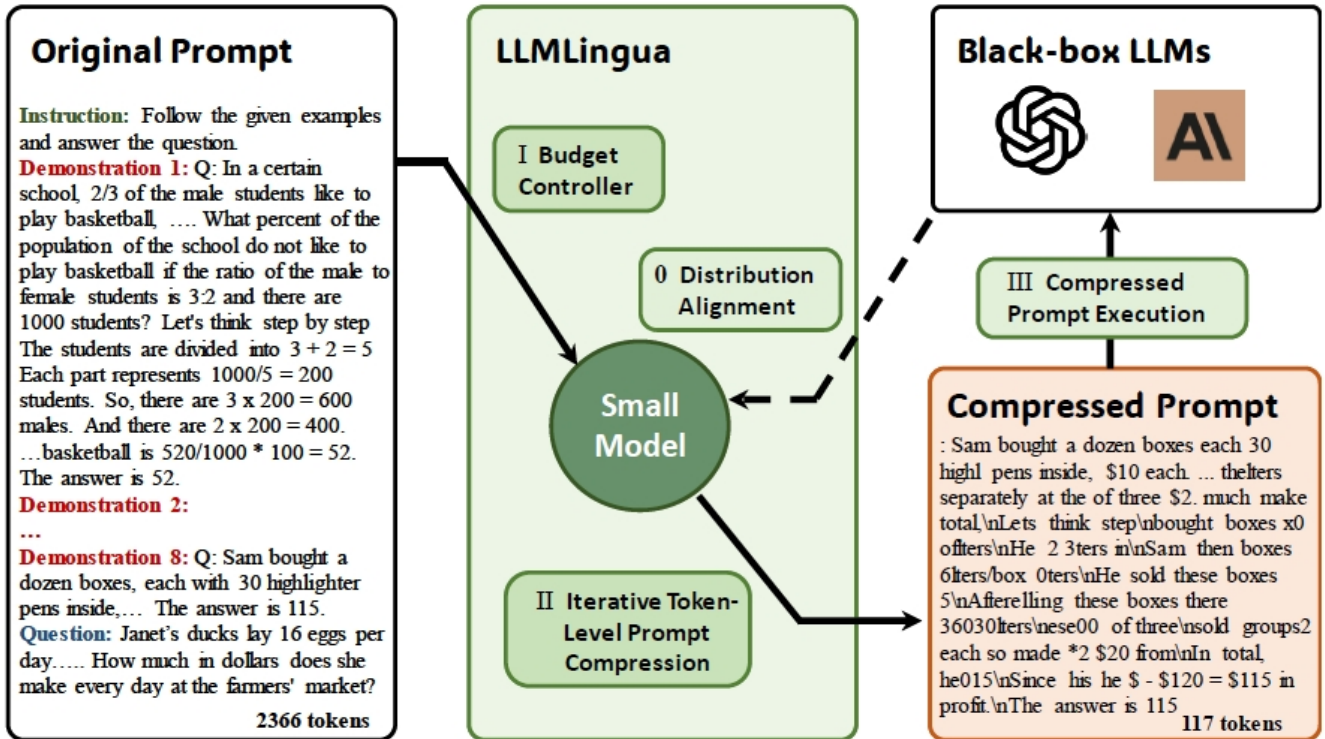 Original Prompt
Instruction: Follow the given examples
and answer the question.
Demonstration 1: Q: In a certain
school, 2/3 of the male students like to
play basketball, .... What percent of the
population of the school do not like to
play basketball if the ratio of the male to
female students is 3:2 and there are
1000 students? Let's think step by step
The students are divided into 3 + 2 = 5
Each part represents 1000/5 = 200
students. So, there are 3 x 200 = 600
males. And there are 2 x 200 = 400.
...basketball is 520/1000 * 100 = 52.
The answer is 52.
Demonstration 2:
...
Demonstration 8: Q: Sam bought a
dozen boxes, each with 30 highlighter
pens inside,... The answer is 115.
Question: Janet's ducks lay 16 eggs per
day..... How much in dollars does she
make every day at the farmers' market?
2366 tokens
LLMLingua
I Budget
Controller
0 Distribution
Alignment
Small
Model
II Iterative Token-
Level Prompt
Compression
Black-box LLMs
AI
III Compressed
Prompt Execution
Compressed Prompt
: Sam bought a dozen boxes each 30
highl pens inside, $10 each. ... thelters
separately at the of three $2. much make
total,\nLets think step\nbought boxes x0
oflters\nHe 2 3ters in\nSam then boxes
6lters/box 0ters\nHe sold these boxes
5\nAfterelling these boxes there
36030lters\nese00 of three\nsold groups2
each so made *2 $20 from\nIn total,
he015\nSince his he $ - $120 = $115 in
profit.\nThe answer is 115
117 tokens